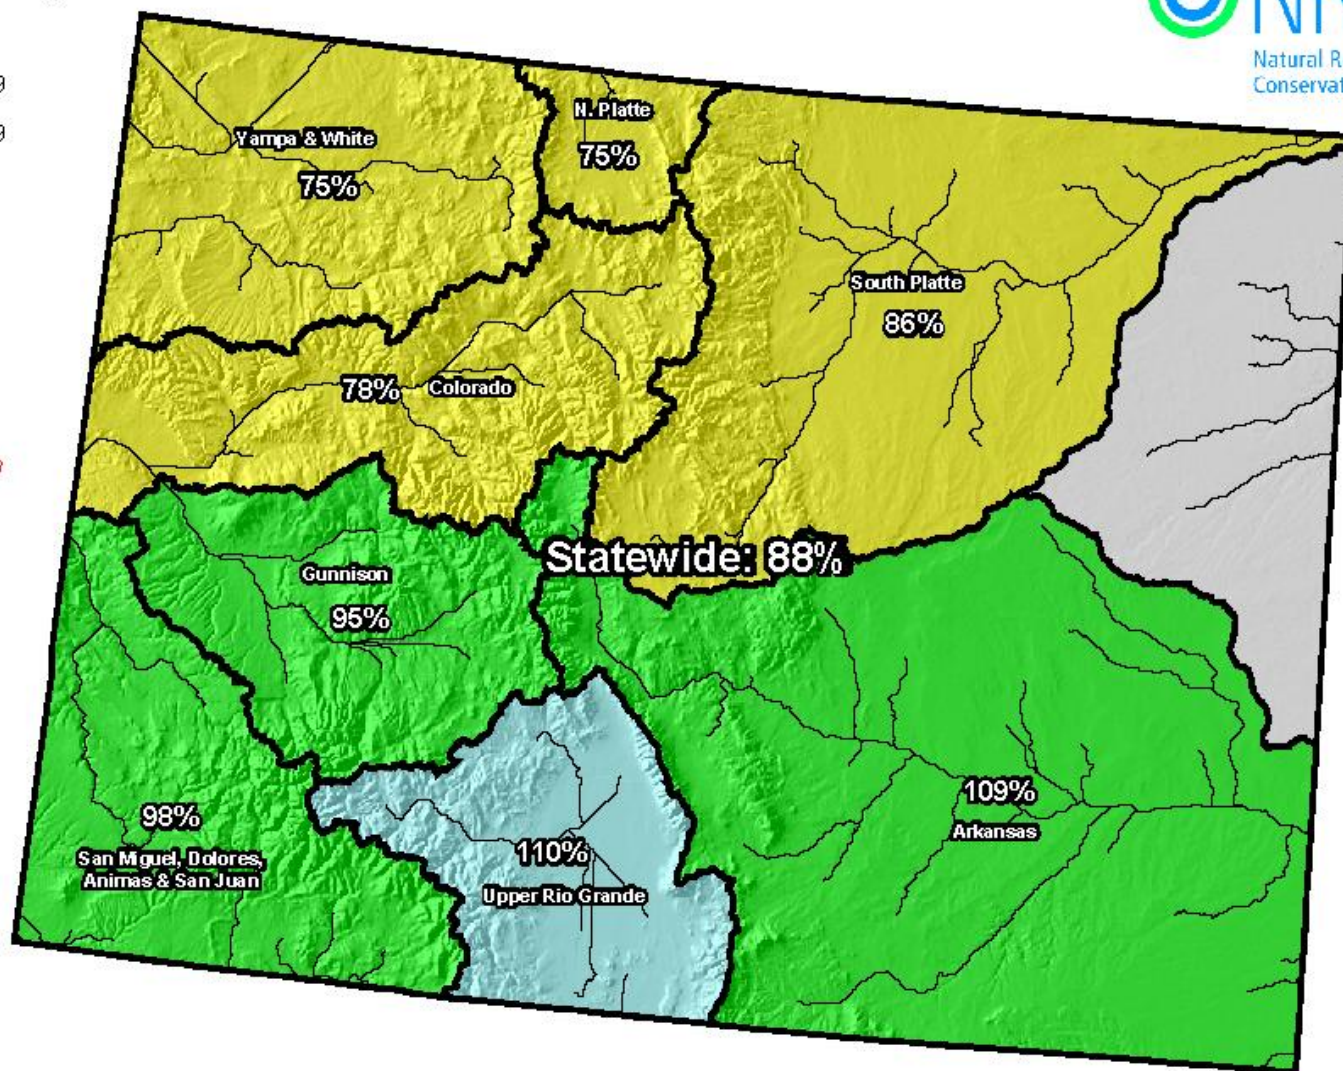 Natural R
Conservat
N. Platte
75%
Yampa & White
75%
South Platte
86%
78%
Colorado
Statewide: 88%
Gunnison
95%
109%
Arkansas
98%
San Miguel, Dolores,
Animas & San Juan
110%
Upper Rio Grande